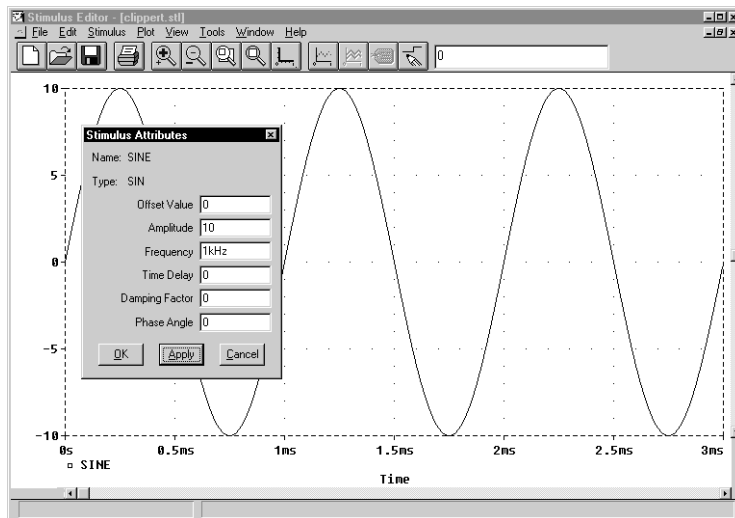 Stimulus Editor - [clippert.stl]
File Edit Stimulus Plot View Tools Window Help
0
10
5
0
-5
-10
Stimulus Attributes
Name: SINE
Type: SIN
Offset Value 0
Amplitude 10
Frequency 1kHz
Time Delay 0
Damping Factor 0
Phase Angle 0
OK Apply Cancel
0s 0.5ms 1ms 1.5ms 2ms 2.5ms 3ms
SINE
Time